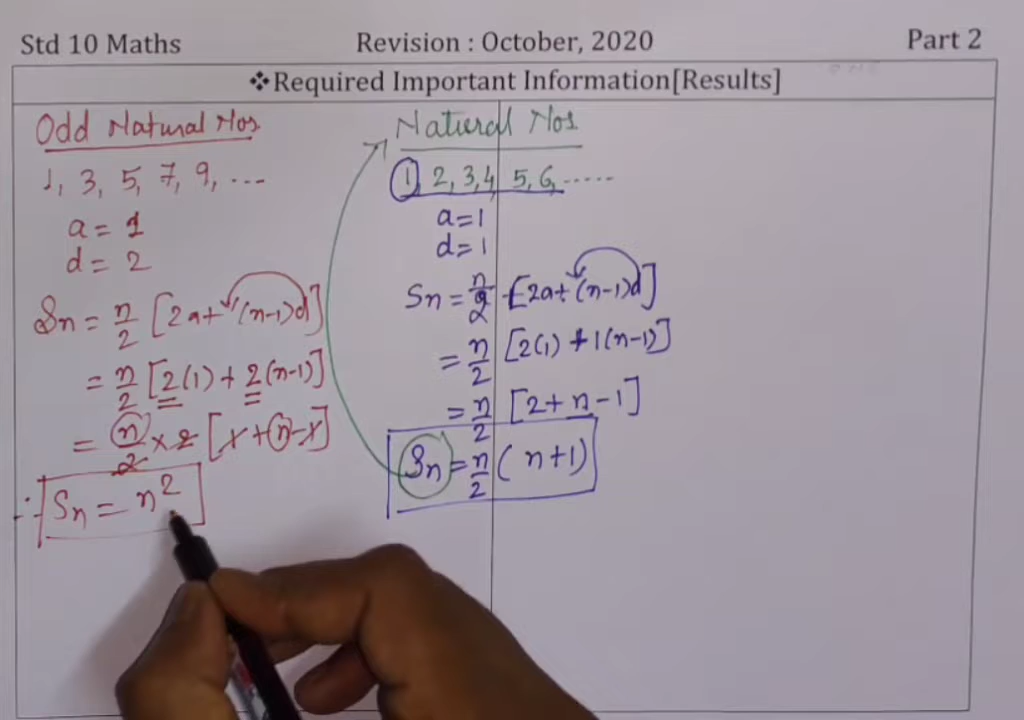 Std 10 Maths Revision : October, 2020 Part 2
❖Required Important Information[Results]
Odd Natural Nos
1, 3, 5, 7, 9, ...
a = 1
d = 2
Sn = n/2 [2a+ (n-1)d]
= n/2 [2(1) + 2(n-1)]
= n/2 × 2 [1 + n - 1]
∴ Sn = n²
Natural Nos
1, 2, 3, 4, 5, 6, ......
a = 1
d = 1
Sn = n/2 [2a+ (n-1)d]
= n/2 [2(1) + 1(n-1)]
= n/2 [2 + n - 1]
Sn = n/2 (n+1)